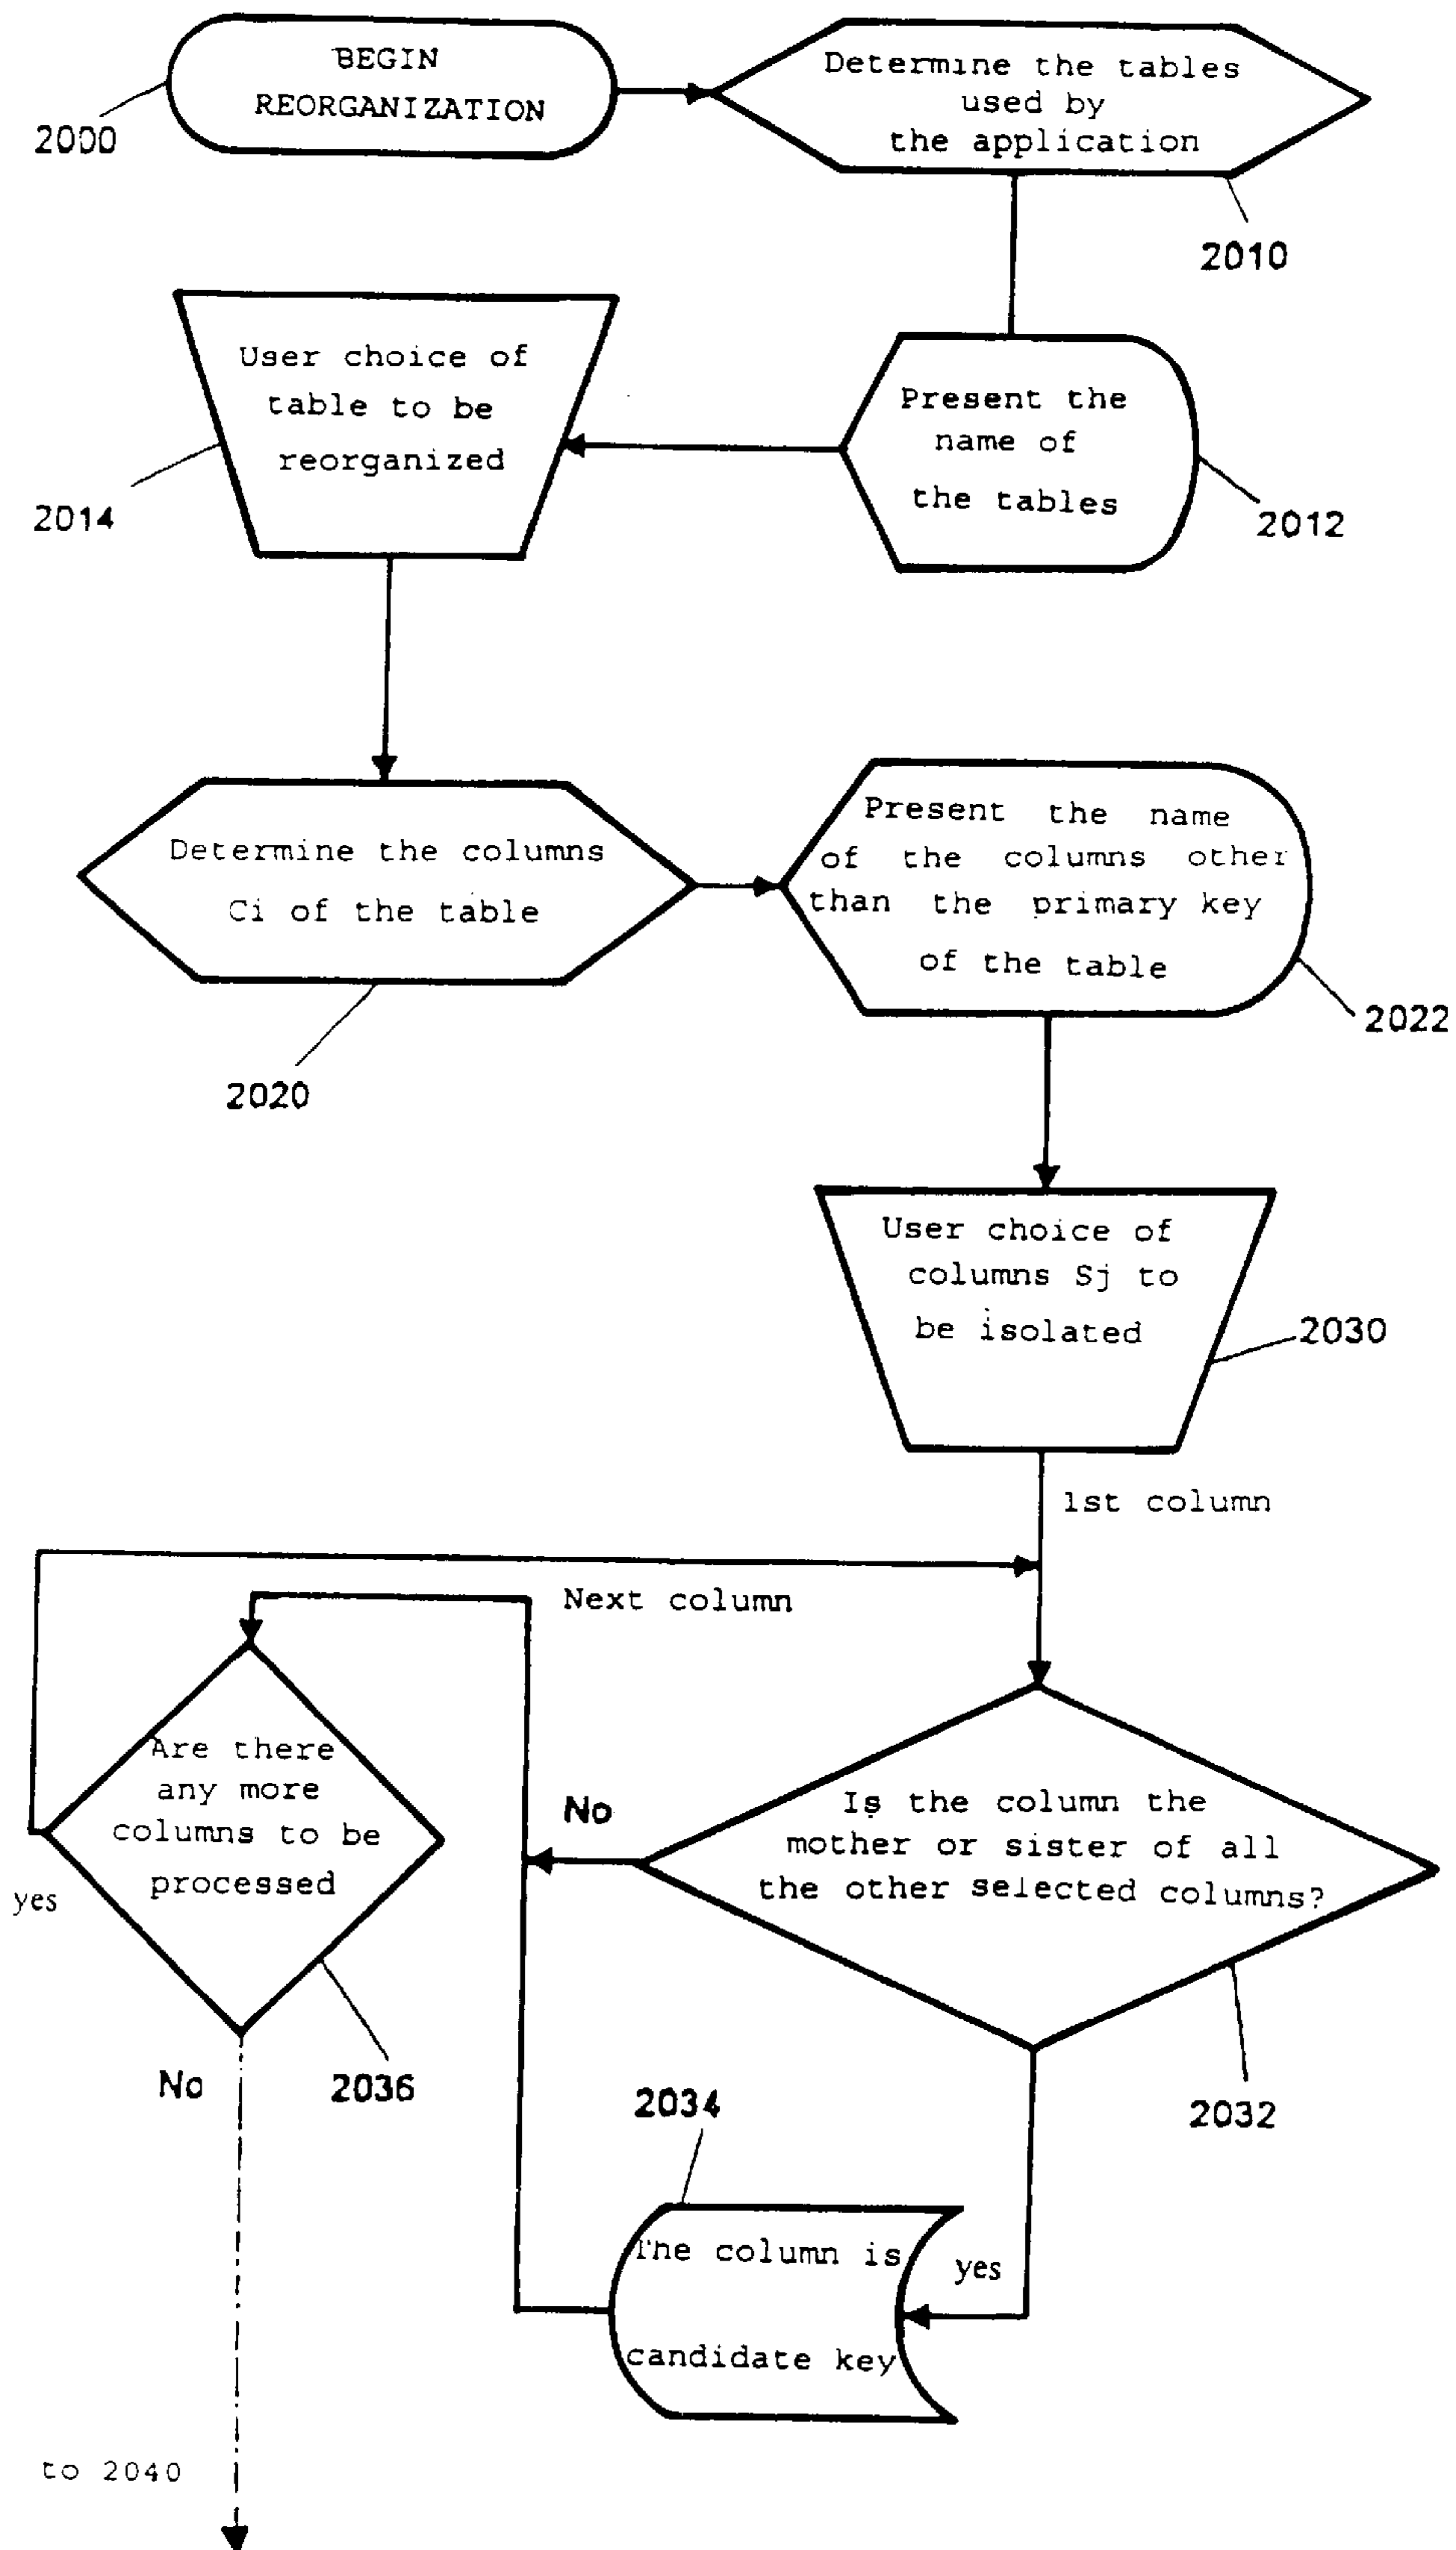 BEGIN
REORGANIZATION
2000
Determine the tables
used by
the application
2010
User choice of
table to be
reorganized
2014
Present the
name of
the tables
2012
Determine the columns
Ci of the table
2020
Present the name
of the columns other
than the primary key
of the table
2022
User choice of
columns Sj to
be isolated
2030
1st column
Next column
Are there
any more
columns to be
processed
yes
No
2036
No
Is the column the
mother or sister of all
the other selected columns?
2032
2034
The column is
candidate key
yes
to 2040